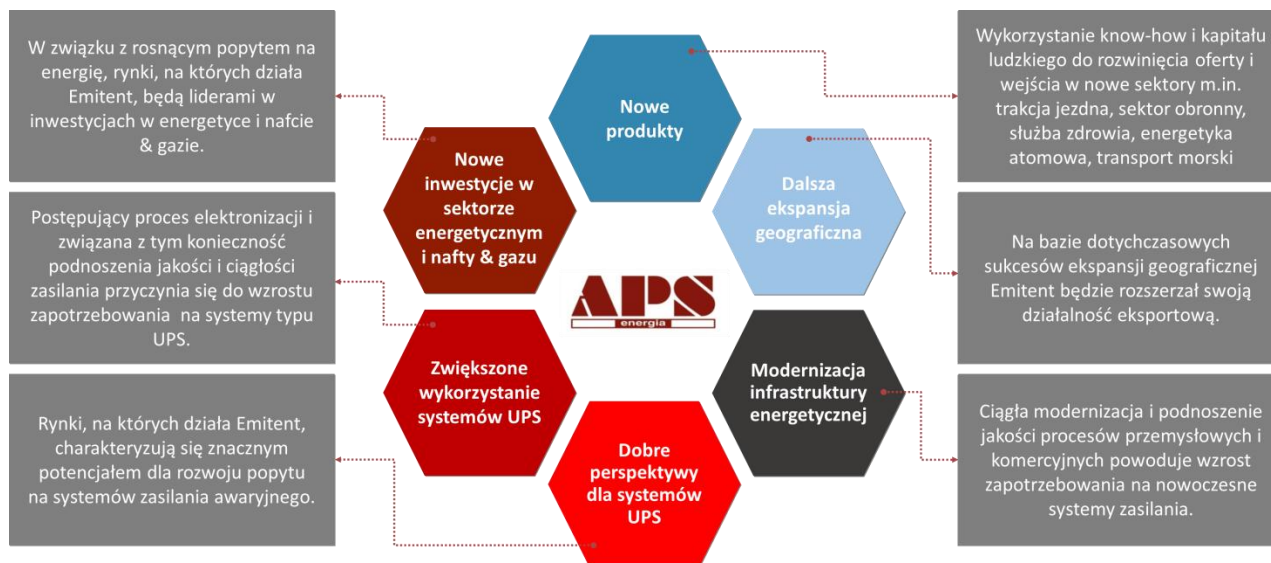 W związku z rosnącym popytem na
energię, rynki, na których działa
Emitent, będą liderami w
inwestycjach w energetyce i nafcie
& gazie.
Postępujący proces elektronizacji i
związana z tym konieczność
podnoszenia jakości i ciągłości
zasilania przyczynia się do wzrostu
zapotrzebowania na systemy typu
UPS.
Rynki, na których działa Emitent,
charakteryzują się znacznym
potencjałem dla rozwoju popytu
na systemów zasilania awaryjnego.
Nowe
produkty
Nowe
inwestycje w
sektorze
energetycznym
i nafty & gazu
Dalsza
ekspansja
geograficzna
APS
energia
Zwiększone
wykorzystanie
systemów UPS
Modernizacja
infrastruktury
energetycznej
Dobre
perspektywy
dla systemów
UPS
Wykorzystanie know-how i kapitału
ludzkiego do rozwinięcia oferty i
wejścia w nowe sektory m.in.
trakcja jezdna, sektor obronny,
służba zdrowia, energetyka
atomowa, transport morski
Na bazie dotychczasowych
sukcesów ekspansji geograficznej
Emitent będzie rozszerzał swoją
działalność eksportową.
Ciągła modernizacja i podnoszenie
jakości procesów przemysłowych i
komercyjnych powoduje wzrost
zapotrzebowania na nowoczesne
systemy zasilania.